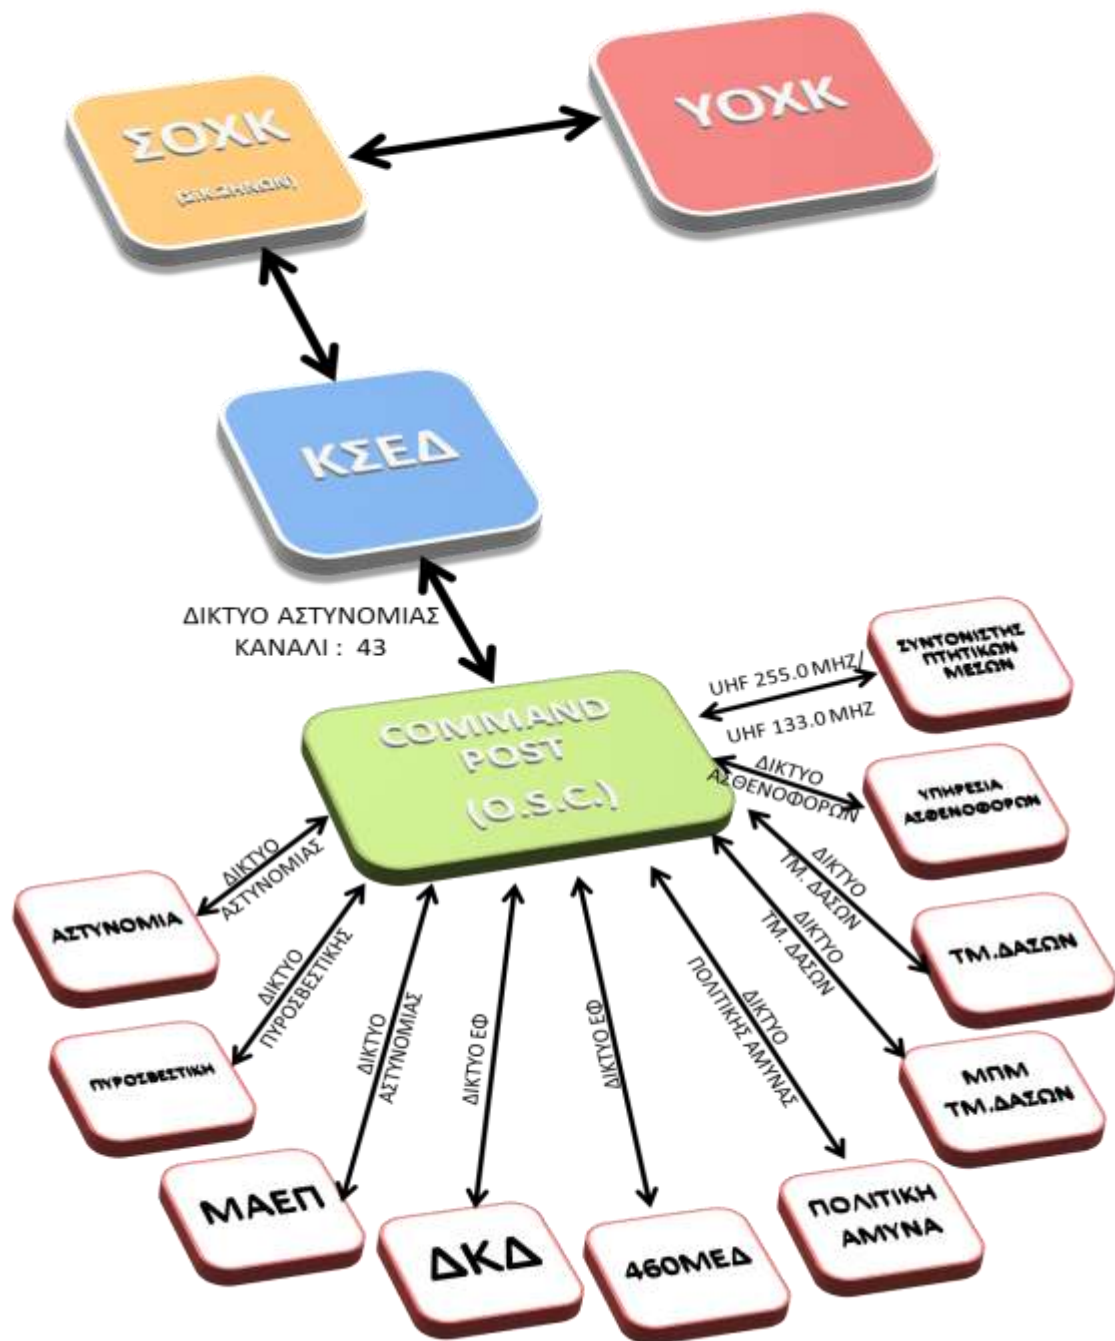 ΣΟΧΚ
(ΔΙΚΩΗΝΩΝ)
ΥΟΧΚ
ΚΣΕΔ
ΔΙΚΤΥΟ ΑΣΤΥΝΟΜΙΑΣ
ΚΑΝΑΛΙ : 43
COMMAND
POST
(O.S.C.)
UHF 255.0 MHZ/
UHF 133.0 MHZ
ΣΥΝΤΟΝΙΣΤΗΣ
ΠΤΗΤΙΚΩΝ
ΜΕΣΩΝ
ΔΙΚΤΥΟ
ΑΣΘΕΝΟΦΟΡΩΝ
ΥΠΗΡΕΣΙΑ
ΑΣΘΕΝΟΦΟΡΩΝ
ΔΙΚΤΥΟ
ΤΜ. ΔΑΣΩΝ
ΤΜ.ΔΑΣΩΝ
ΔΙΚΤΥΟ
ΤΜ. ΔΑΣΩΝ
ΜΠΜ
ΤΜ.ΔΑΣΩΝ
ΔΙΚΤΥΟ
ΠΟΛΙΤΙΚΗΣ ΑΜΥΝΑΣ
ΠΟΛΙΤΙΚΗ
ΑΜΥΝΑ
ΔΙΚΤΥΟ ΕΦ
460ΜΕΔ
ΔΙΚΤΥΟ ΕΦ
ΔΚΔ
ΔΙΚΤΥΟ
ΑΣΤΥΝΟΜΙΑΣ
ΜΑΕΠ
ΔΙΚΤΥΟ
ΠΥΡΟΣΒΕΣΤΙΚΗΣ
ΠΥΡΟΣΒΕΣΤΙΚΗ
ΔΙΚΤΥΟ
ΑΣΤΥΝΟΜΙΑΣ
ΑΣΤΥΝΟΜΙΑ